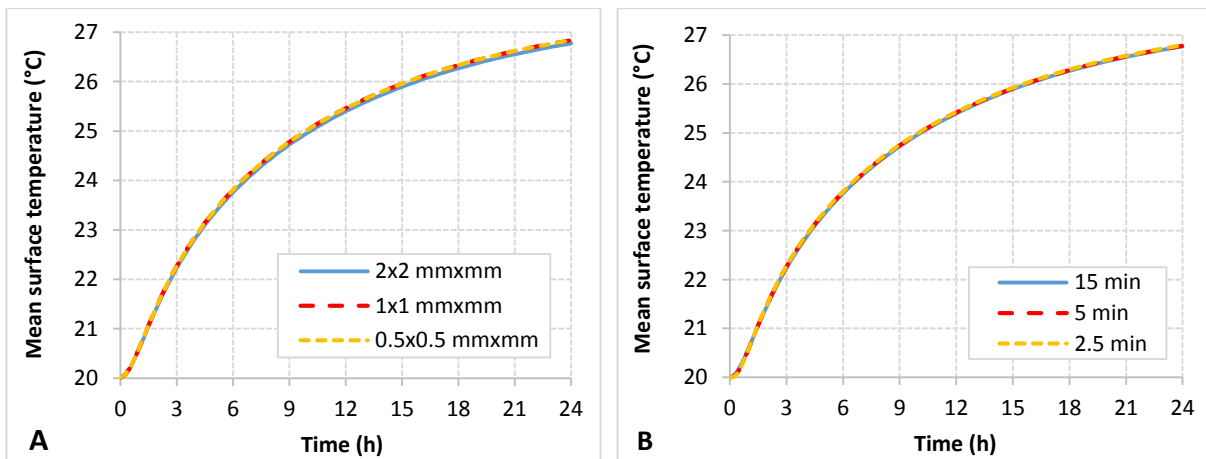 Mean surface temperature (°C)
27
26
25
24
23
22
21
20
2x2 mmxmm
1x1 mmxmm
0.5x0.5 mmxmm
0 3 6 9 12 15 18 21 24
A
Time (h)
Mean surface temperature (°C)
27
26
25
24
23
22
21
20
15 min
5 min
2.5 min
0 3 6 9 12 15 18 21 24
B
Time (h)